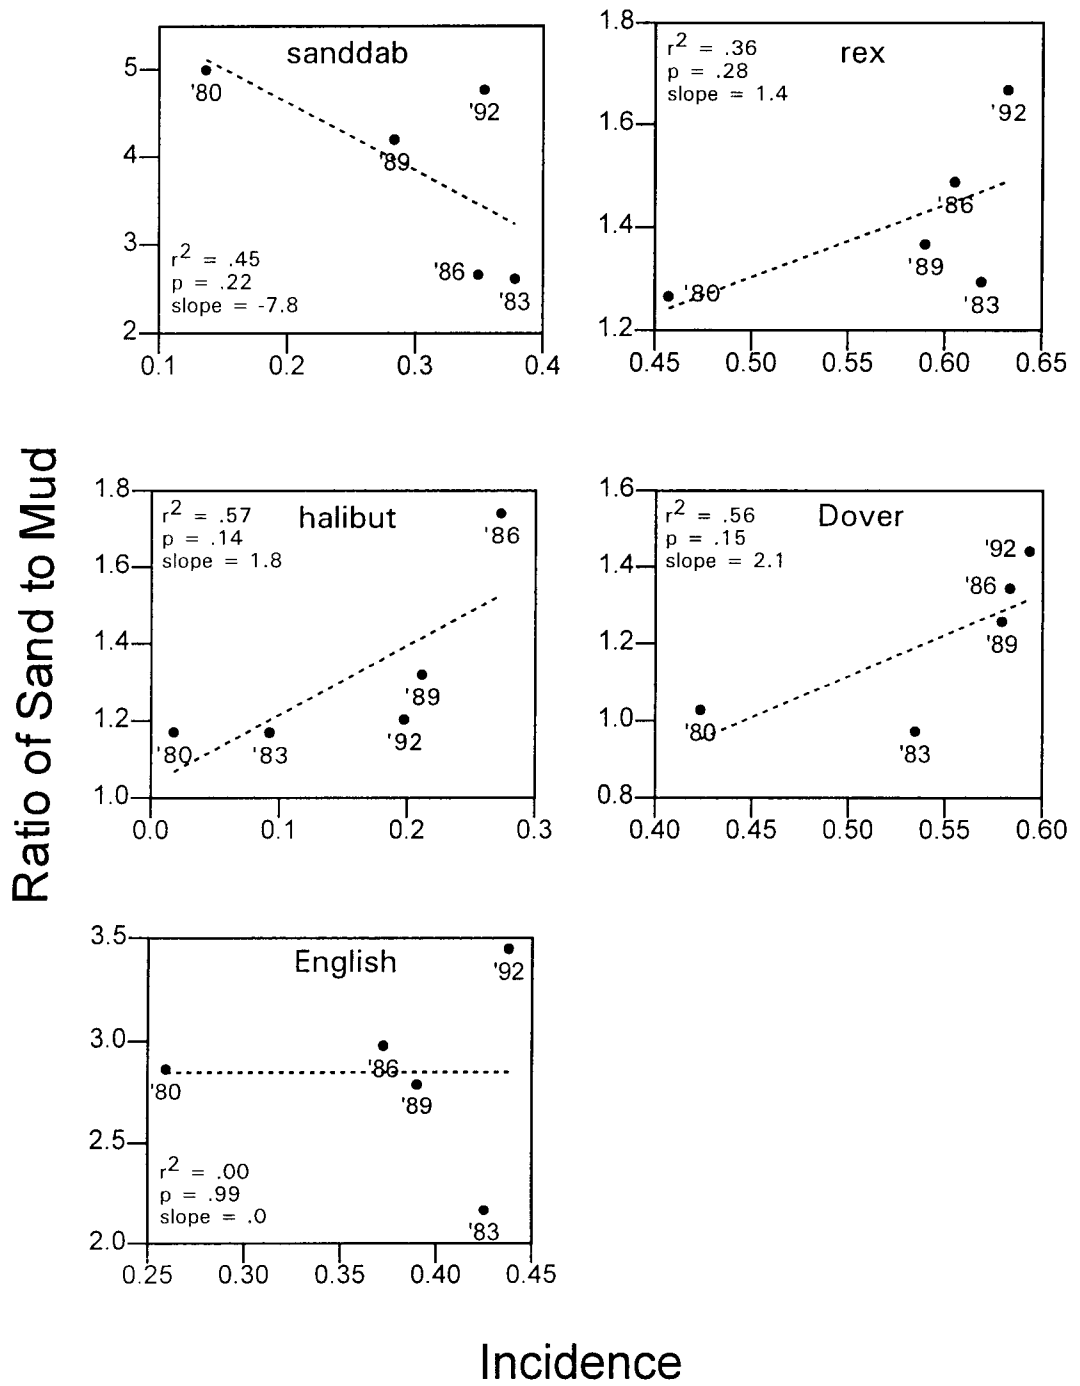 Ratio of Sand to Mud
sanddab
5
4
3
2
'80
'92
'89
'86
'83
r2 = .45
p = .22
slope = -7.8
0.1 0.2 0.3 0.4
rex
r2 = .36
p = .28
slope = 1.4
1.8
1.6
1.4
1.2
'92
'86
'89
'83
'80
0.45 0.50 0.55 0.60 0.65
halibut
r2 = .57
p = .14
slope = 1.8
1.8
1.6
1.4
1.2
1.0
'86
'89
'92
'80
'83
0.0 0.1 0.2 0.3
Dover
r2 = .56
p = .15
slope = 2.1
1.6
1.4
1.2
1.0
0.8
'92
'86
'89
'80
'83
0.40 0.45 0.50 0.55 0.60
English
3.5
3.0
2.5
2.0
'92
'86
'80
'89
'83
r2 = .00
p = .99
slope = .0
0.25 0.30 0.35 0.40 0.45
Incidence